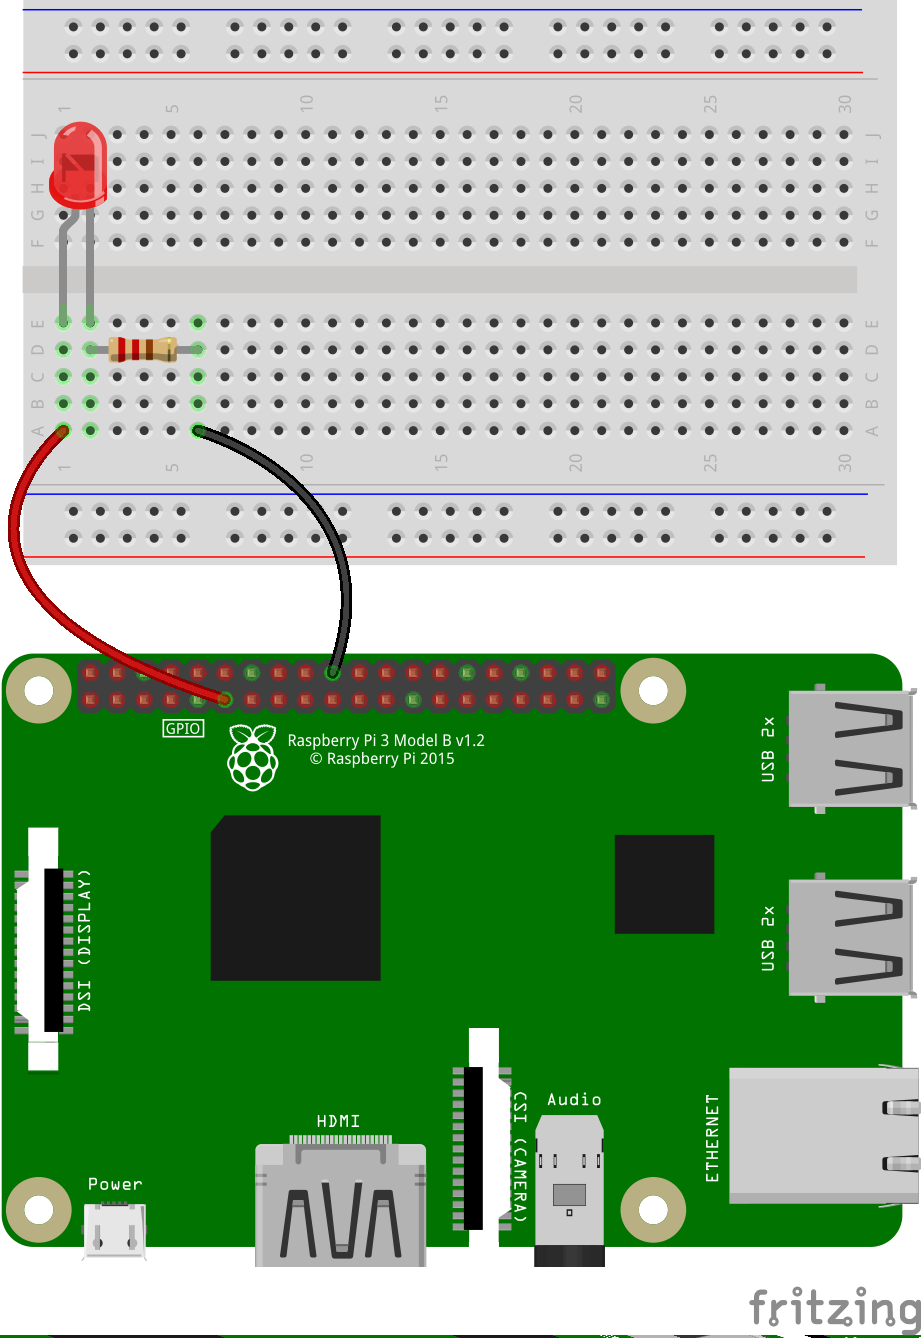 1 5 10 15 20 25 30
J J
I I
H H
G G
F F
E E
D D
C C
B B
A A
1 5 10 15 20 25 30
GPIO
Raspberry Pi 3 Model B v1.2
© Raspberry Pi 2015
USB 2x
DSI (DISPLAY)
USB 2x
CSI (CAMERA)
Audio
ETHERNET
HDMI
Power
fritzing